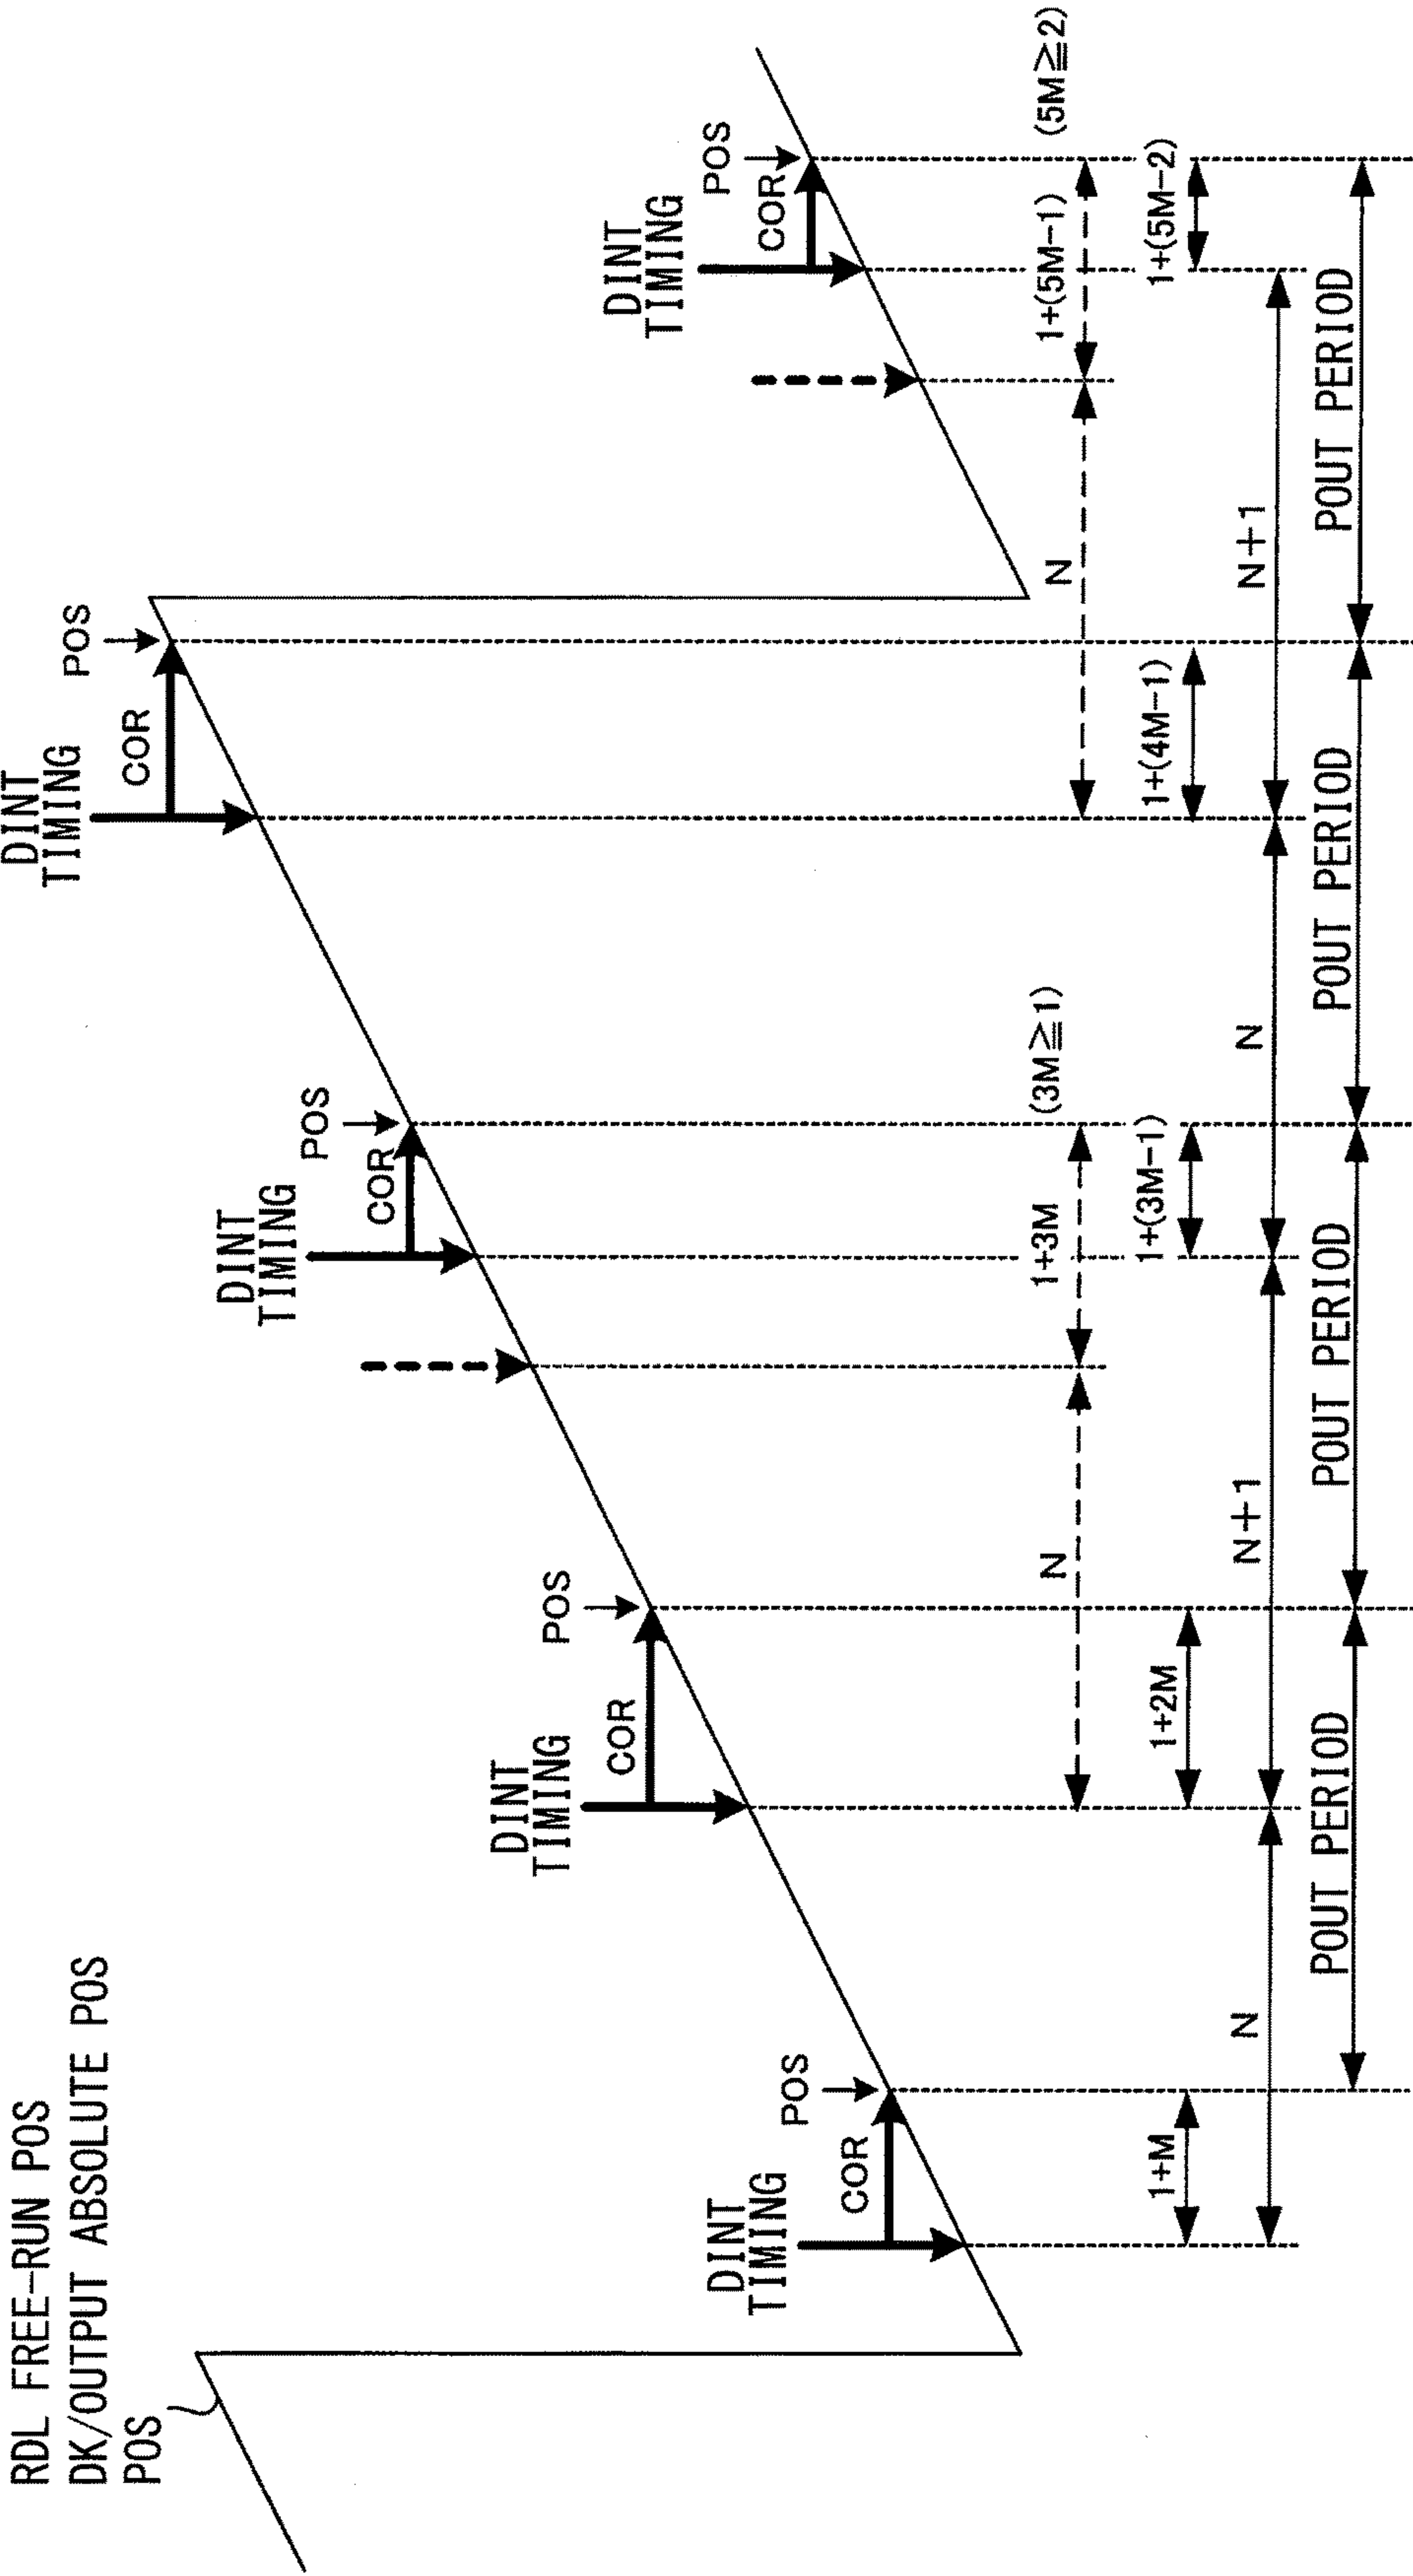 RDL FREE-RUN POS
DK/OUTPUT ABSOLUTE POS
POS
DINT
TIMING
COR
POS
DINT
TIMING
COR
POS
DINT
TIMING
COR
POS
DINT
TIMING
COR
POS
DINT
TIMING
COR
POS
N
1+3M
(3M≧1)
N
1+(5M-1)
(5M≧2)
1+M
1+2M
1+(3M-1)
1+(4M-1)
1+(5M-2)
N
N+1
N
N+1
POUT PERIOD
POUT PERIOD
POUT PERIOD
POUT PERIOD